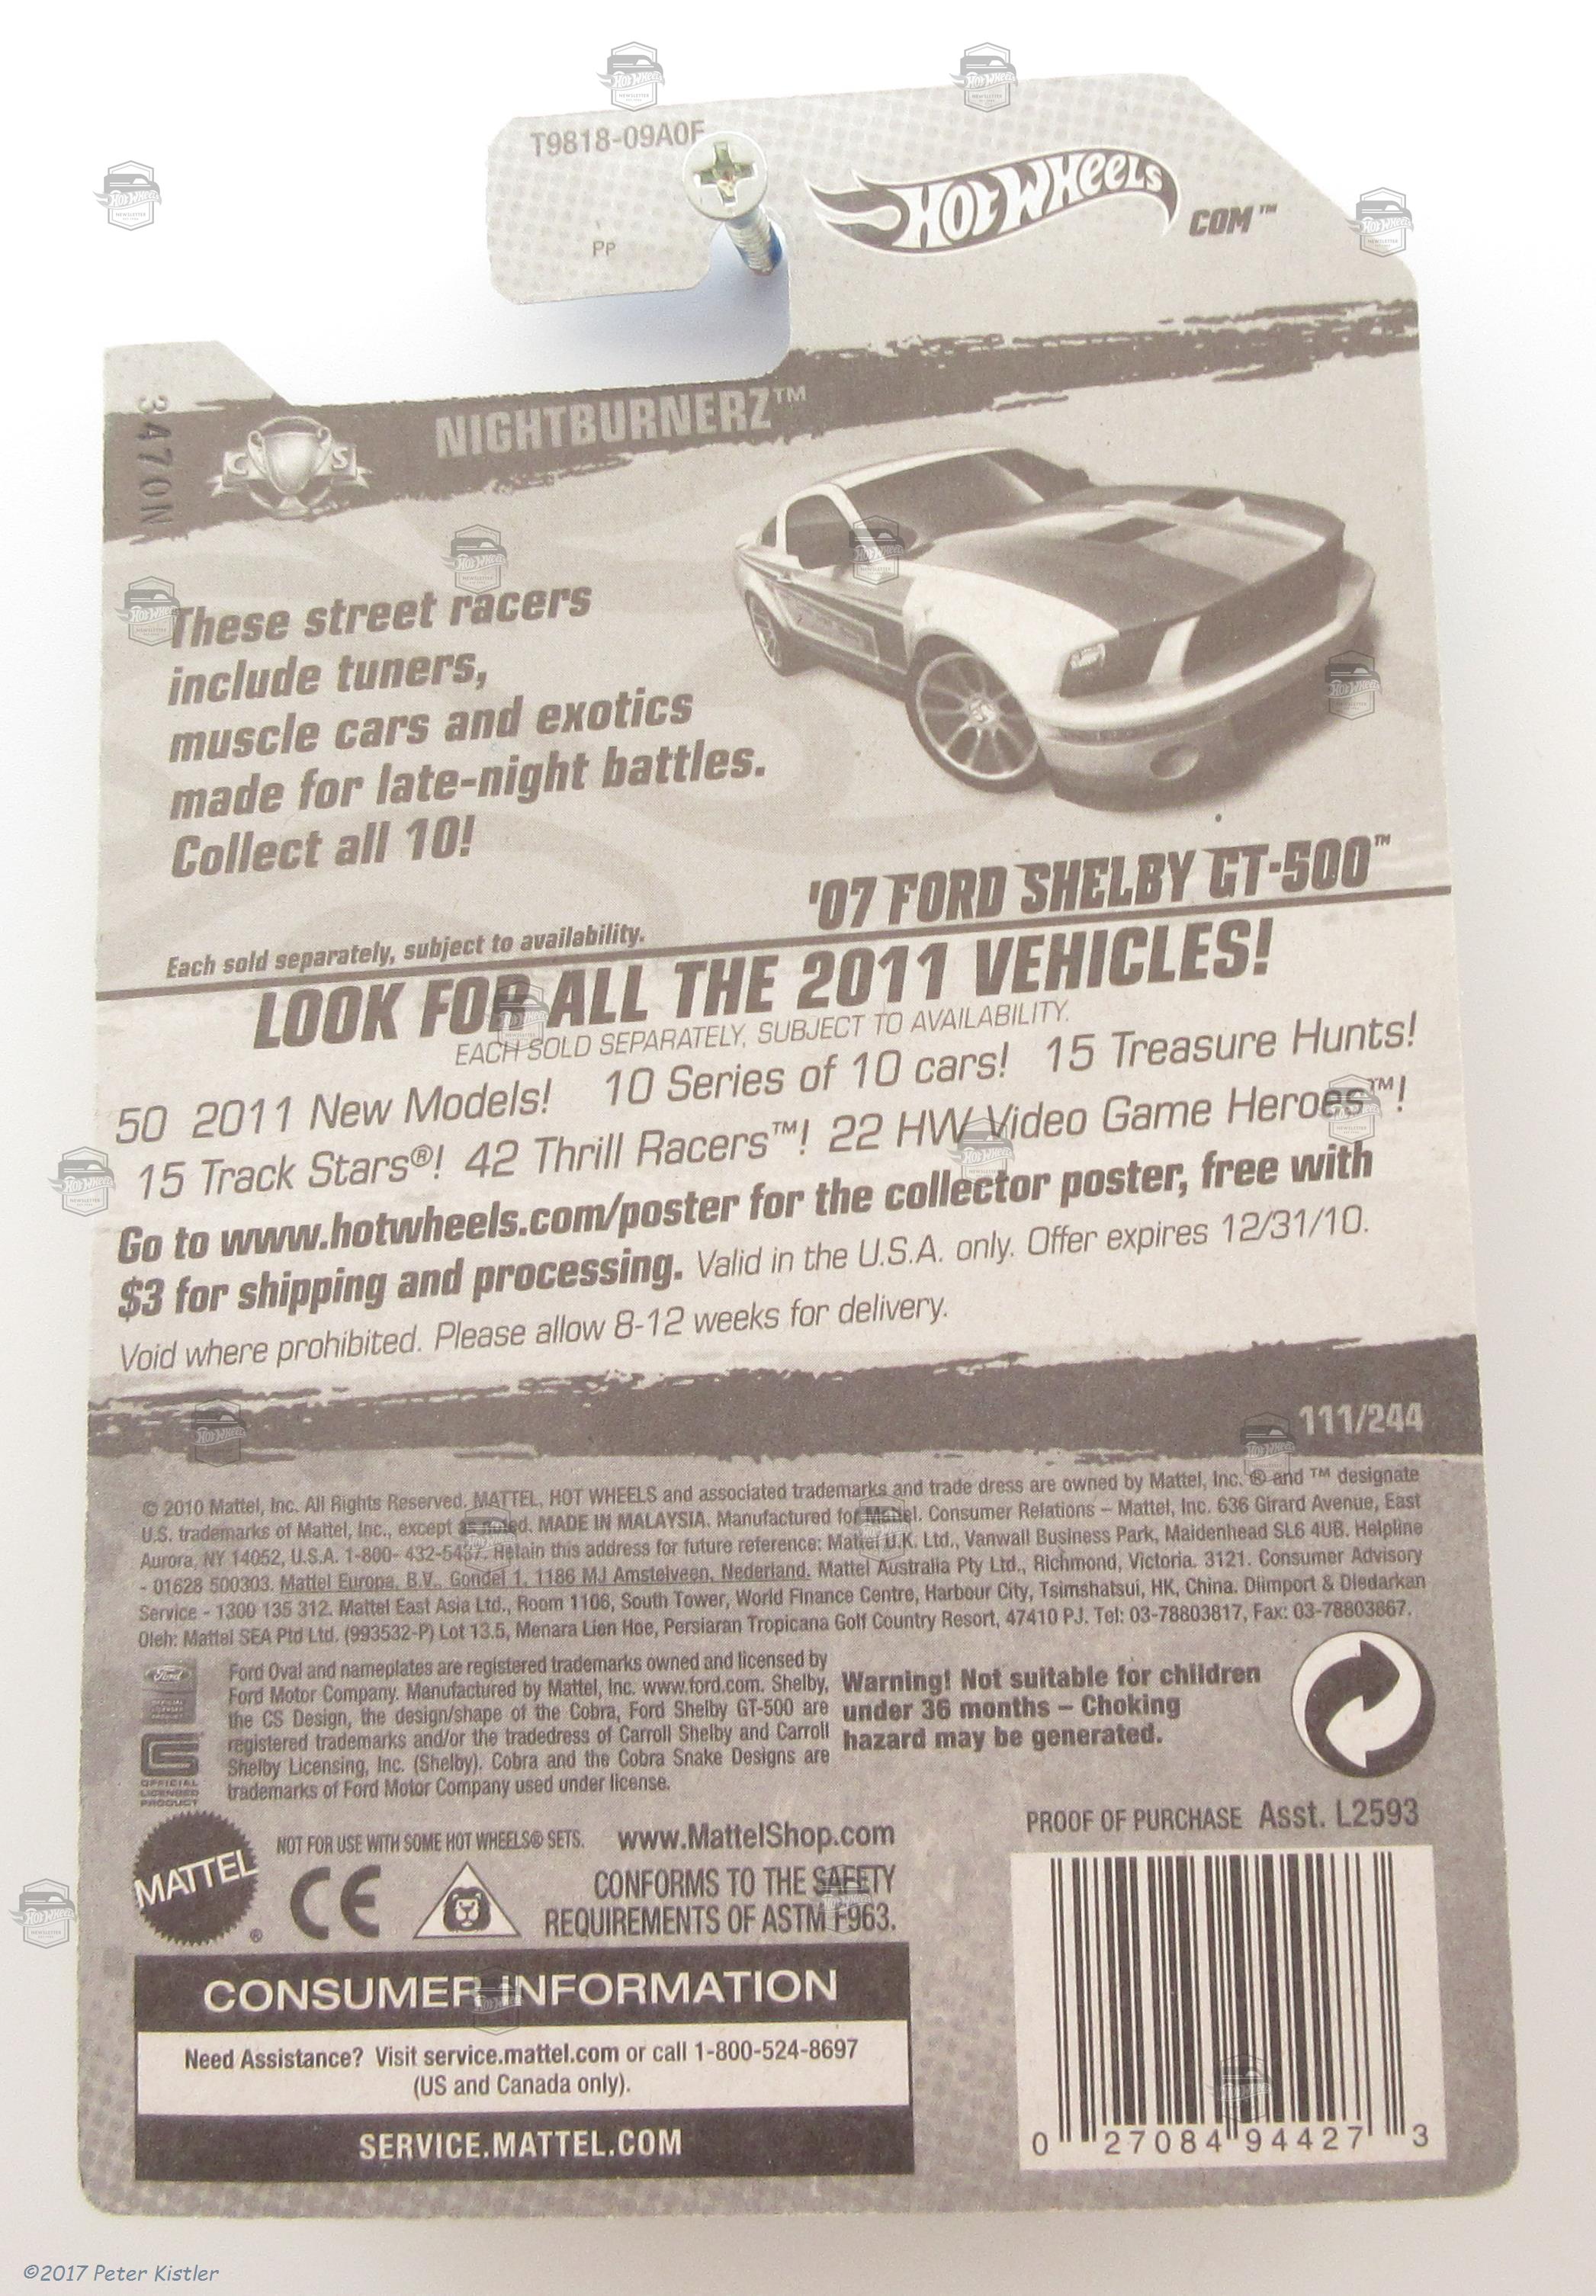 T9818-09A0F
PP
HOT WHEELS
COM™
3470N
CS
NIGHTBURNERZ™
These street racers
include tuners,
muscle cars and exotics
made for late-night battles.
Collect all 10!
'07 FORD SHELBY GT-500™
Each sold separately, subject to availability.
LOOK FOR ALL THE 2011 VEHICLES!
EACH SOLD SEPARATELY, SUBJECT TO AVAILABILITY.
50 2011 New Models! 10 Series of 10 cars! 15 Treasure Hunts!
15 Track Stars®! 42 Thrill Racers™! 22 HW Video Game Heroes™!
Go to www.hotwheels.com/poster for the collector poster, free with
$3 for shipping and processing. Valid in the U.S.A. only. Offer expires 12/31/10.
Void where prohibited. Please allow 8-12 weeks for delivery.
111/244
© 2010 Mattel, Inc. All Rights Reserved. MATTEL, HOT WHEELS and associated trademarks and trade dress are owned by Mattel, Inc. ® and ™ designate
U.S. trademarks of Mattel, Inc., except as noted. MADE IN MALAYSIA. Manufactured for Mattel. Consumer Relations – Mattel, Inc. 636 Girard Avenue, East
Aurora, NY 14052, U.S.A. 1-800- 432-5437. Retain this address for future reference: Mattel U.K. Ltd., Vanwall Business Park, Maidenhead SL6 4UB. Helpline
- 01628 500303. Mattel Europa, B.V., Gondel 1, 1186 MJ Amstelveen, Nederland. Mattel Australia Pty Ltd., Richmond, Victoria. 3121. Consumer Advisory
Service - 1300 135 312. Mattel East Asia Ltd., Room 1106, South Tower, World Finance Centre, Harbour City, Tsimshatsui, HK, China. Diimport & Diedarkan
Oleh: Mattel SEA Ptd Ltd. (993532-P) Lot 13.5, Menara Lien Hoe, Persiaran Tropicana Golf Country Resort, 47410 PJ. Tel: 03-78803817, Fax: 03-78803867.
Ford
OFFICIAL
LICENSED
PRODUCT
Ford Oval and nameplates are registered trademarks owned and licensed by
Ford Motor Company. Manufactured by Mattel, Inc. www.ford.com. Shelby,
the CS Design, the design/shape of the Cobra, Ford Shelby GT-500 are
registered trademarks and/or the tradedress of Carroll Shelby and Carroll
Shelby Licensing, Inc. (Shelby). Cobra and the Cobra Snake Designs are
trademarks of Ford Motor Company used under license.
OFFICIAL
LICENSED
PRODUCT
Warning! Not suitable for children
under 36 months – Choking
hazard may be generated.
MATTEL®
NOT FOR USE WITH SOME HOT WHEELS® SETS.
www.MattelShop.com
CE
CONFORMS TO THE SAFETY
REQUIREMENTS OF ASTM F963.
PROOF OF PURCHASE Asst. L2593
CONSUMER INFORMATION
Need Assistance? Visit service.mattel.com or call 1-800-524-8697
(US and Canada only).
SERVICE.MATTEL.COM
0 27084 94427 3
©2017 Peter Kistler